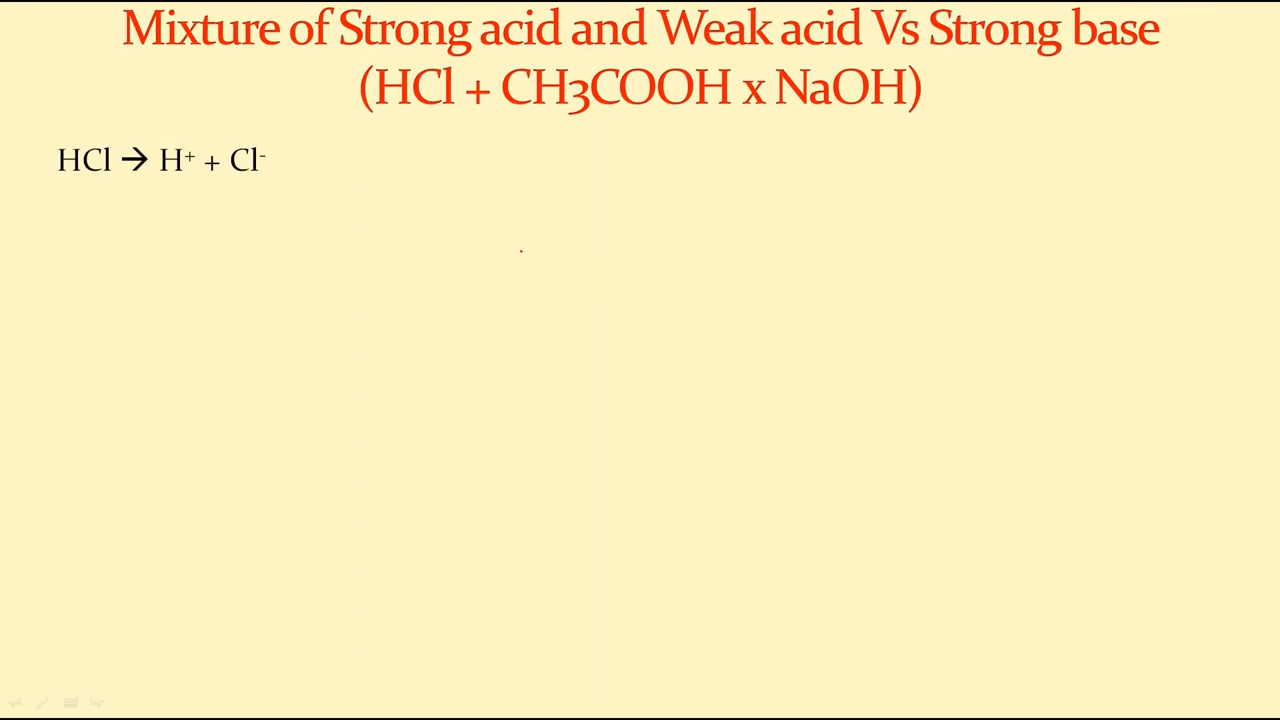 Mixture of Strong acid and Weak acid Vs Strong base
(HCl + CH3COOH x NaOH)
HCl → H⁺ + Cl⁻